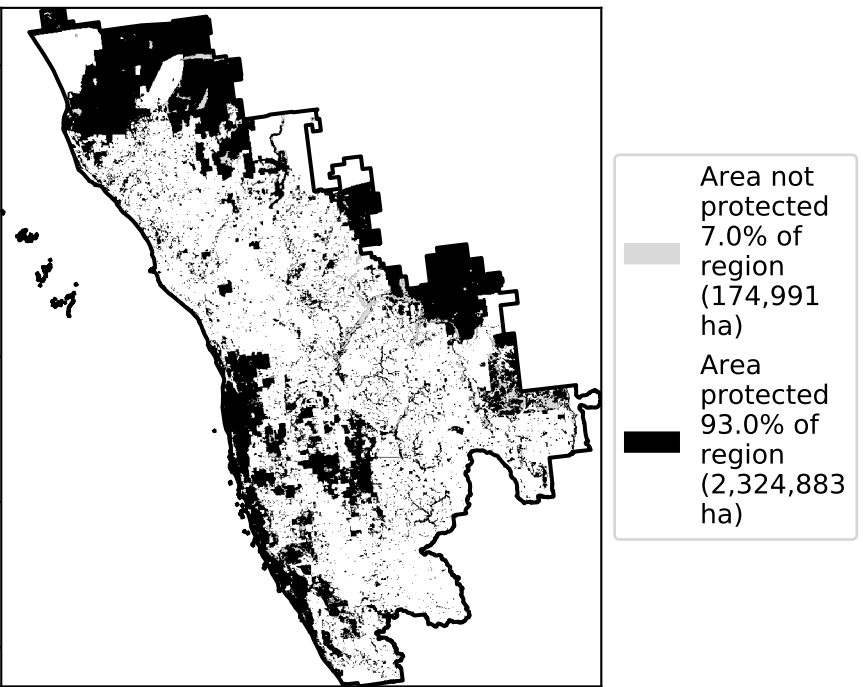 Area not
protected
7.0% of
region
(174,991
ha)
Area
protected
93.0% of
region
(2,324,883
ha)